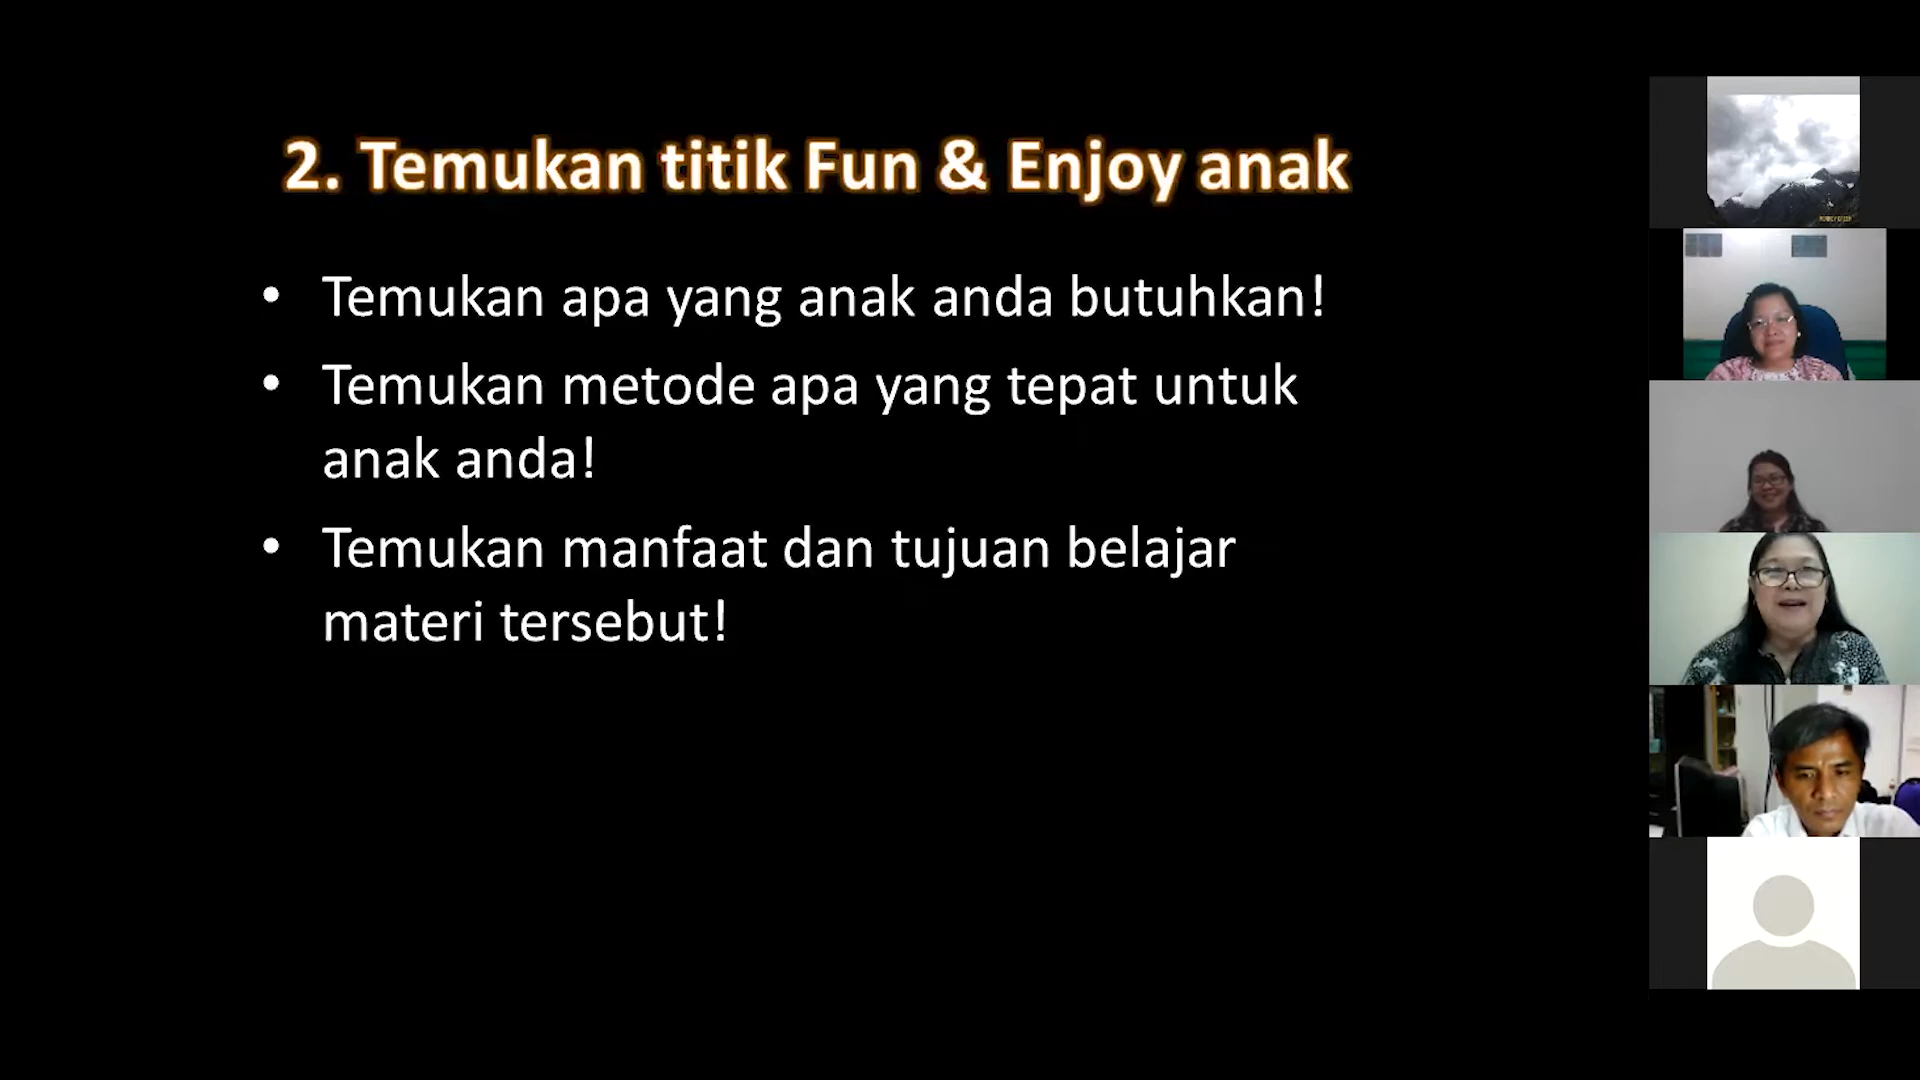 2. Temukan titik Fun & Enjoy anak
• Temukan apa yang anak anda butuhkan!
• Temukan metode apa yang tepat untuk
anak anda!
• Temukan manfaat dan tujuan belajar
materi tersebut!